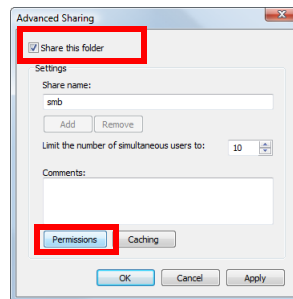 Advanced Sharing
Share this folder
Settings
Share name:
smb
Add Remove
Limit the number of simultaneous users to: 10
Comments:
Permissions Caching
OK Cancel Apply